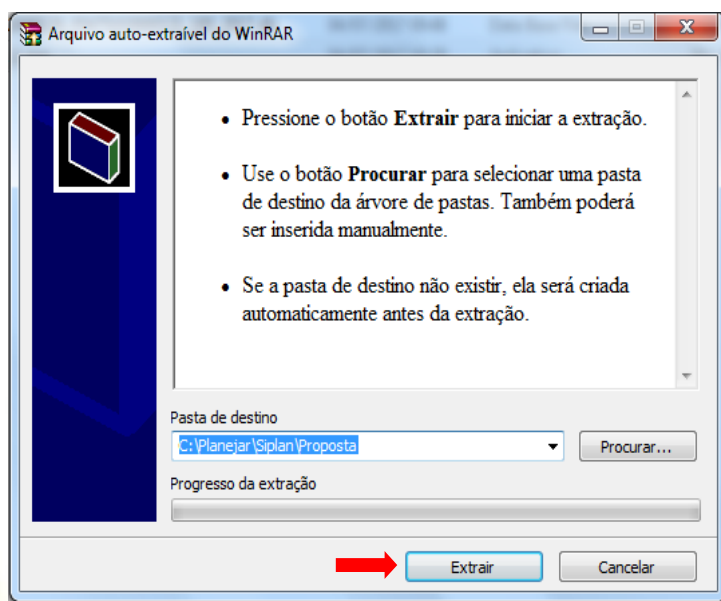 Arquivo auto-extraível do WinRAR
• Pressione o botão Extrair para iniciar a extração.
• Use o botão Procurar para selecionar uma pasta
de destino da árvore de pastas. Também poderá
ser inserida manualmente.
• Se a pasta de destino não existir, ela será criada
automaticamente antes da extração.
Pasta de destino
C:\Planejar\Siplan\Proposta
Procurar...
Progresso da extração
Extrair
Cancelar